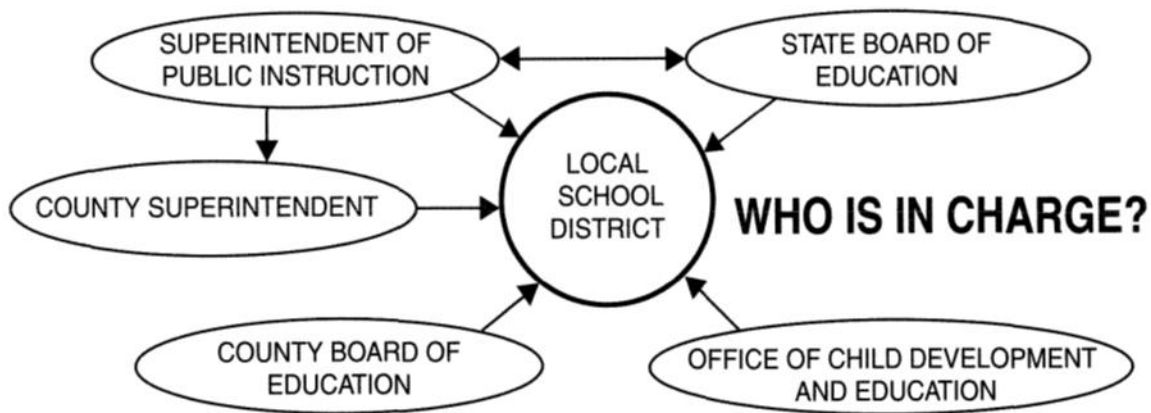 SUPERINTENDENT OF
PUBLIC INSTRUCTION
STATE BOARD OF
EDUCATION
LOCAL
SCHOOL
DISTRICT
COUNTY SUPERINTENDENT
WHO IS IN CHARGE?
COUNTY BOARD OF
EDUCATION
OFFICE OF CHILD DEVELOPMENT
AND EDUCATION